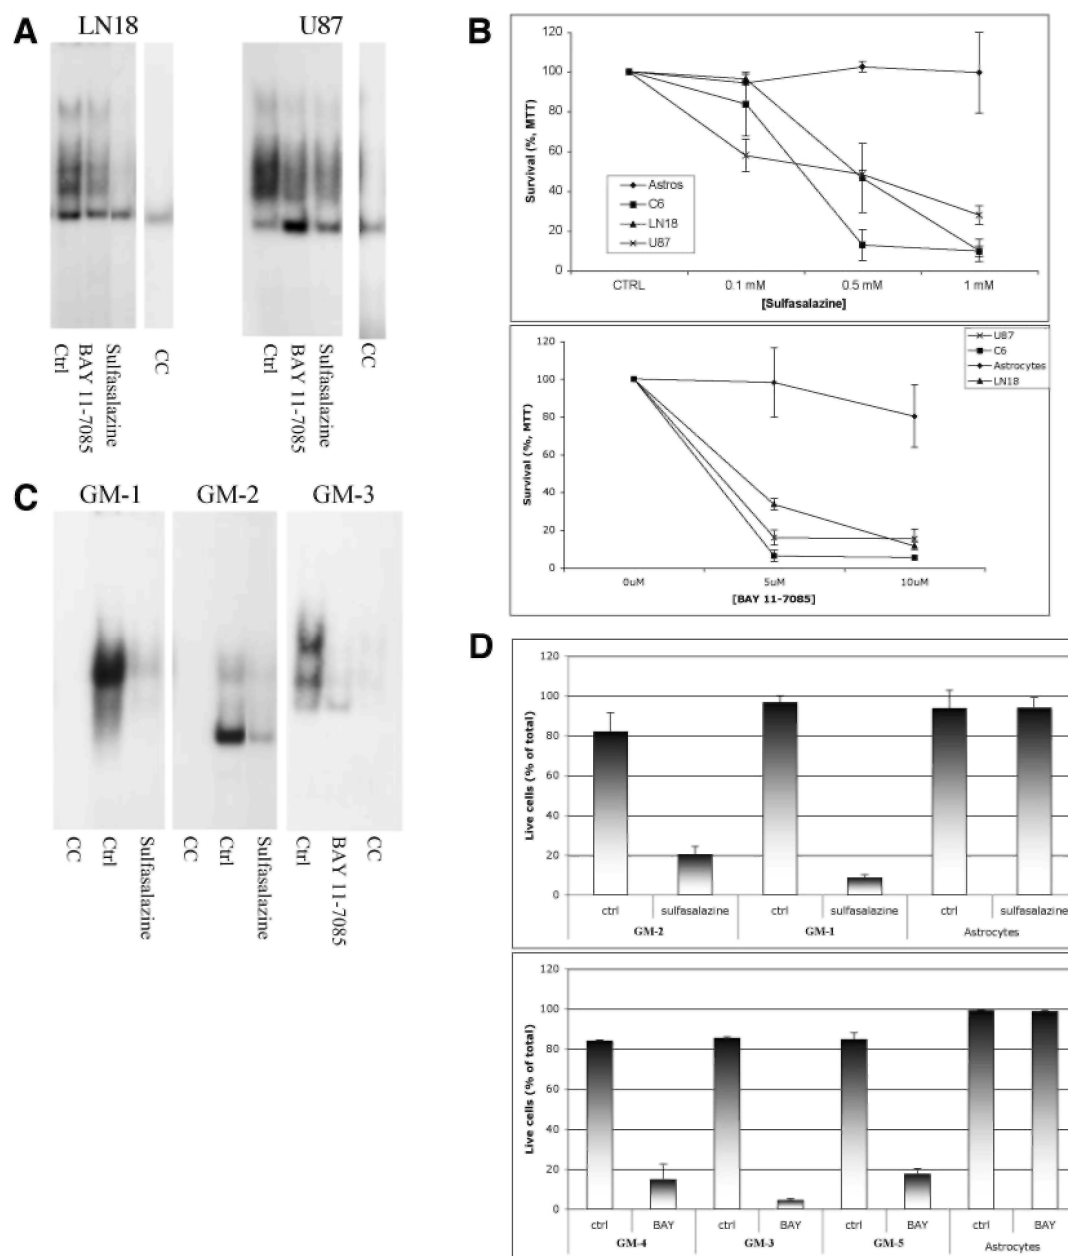 A
LN18
U87
Ctrl
BAY 11-7085
Sulfasalazine
CC
Ctrl
BAY 11-7085
Sulfasalazine
CC
B
120
100
80
60
40
20
0
Survival (%, MTT)
Astros
C6
LN18
U87
CTRL
0.1 mM
0.5 mM
1 mM
[Sulfasalazine]
120
100
80
60
40
20
0
Survival (%, MTT)
U87
C6
Astrocytes
LN18
0uM
5uM
10uM
[BAY 11-7085]
C
GM-1
GM-2
GM-3
CC
Ctrl
Sulfasalazine
CC
Ctrl
Sulfasalazine
Ctrl
BAY 11-7085
CC
D
120
100
80
60
40
20
0
Live cells (% of total)
ctrl
sulfasalazine
ctrl
sulfasalazine
ctrl
sulfasalazine
GM-2
GM-1
Astrocytes
120
100
80
60
40
20
0
Live cells (% of total)
ctrl
BAY
ctrl
BAY
ctrl
BAY
ctrl
BAY
GM-4
GM-3
GM-5
Astrocytes